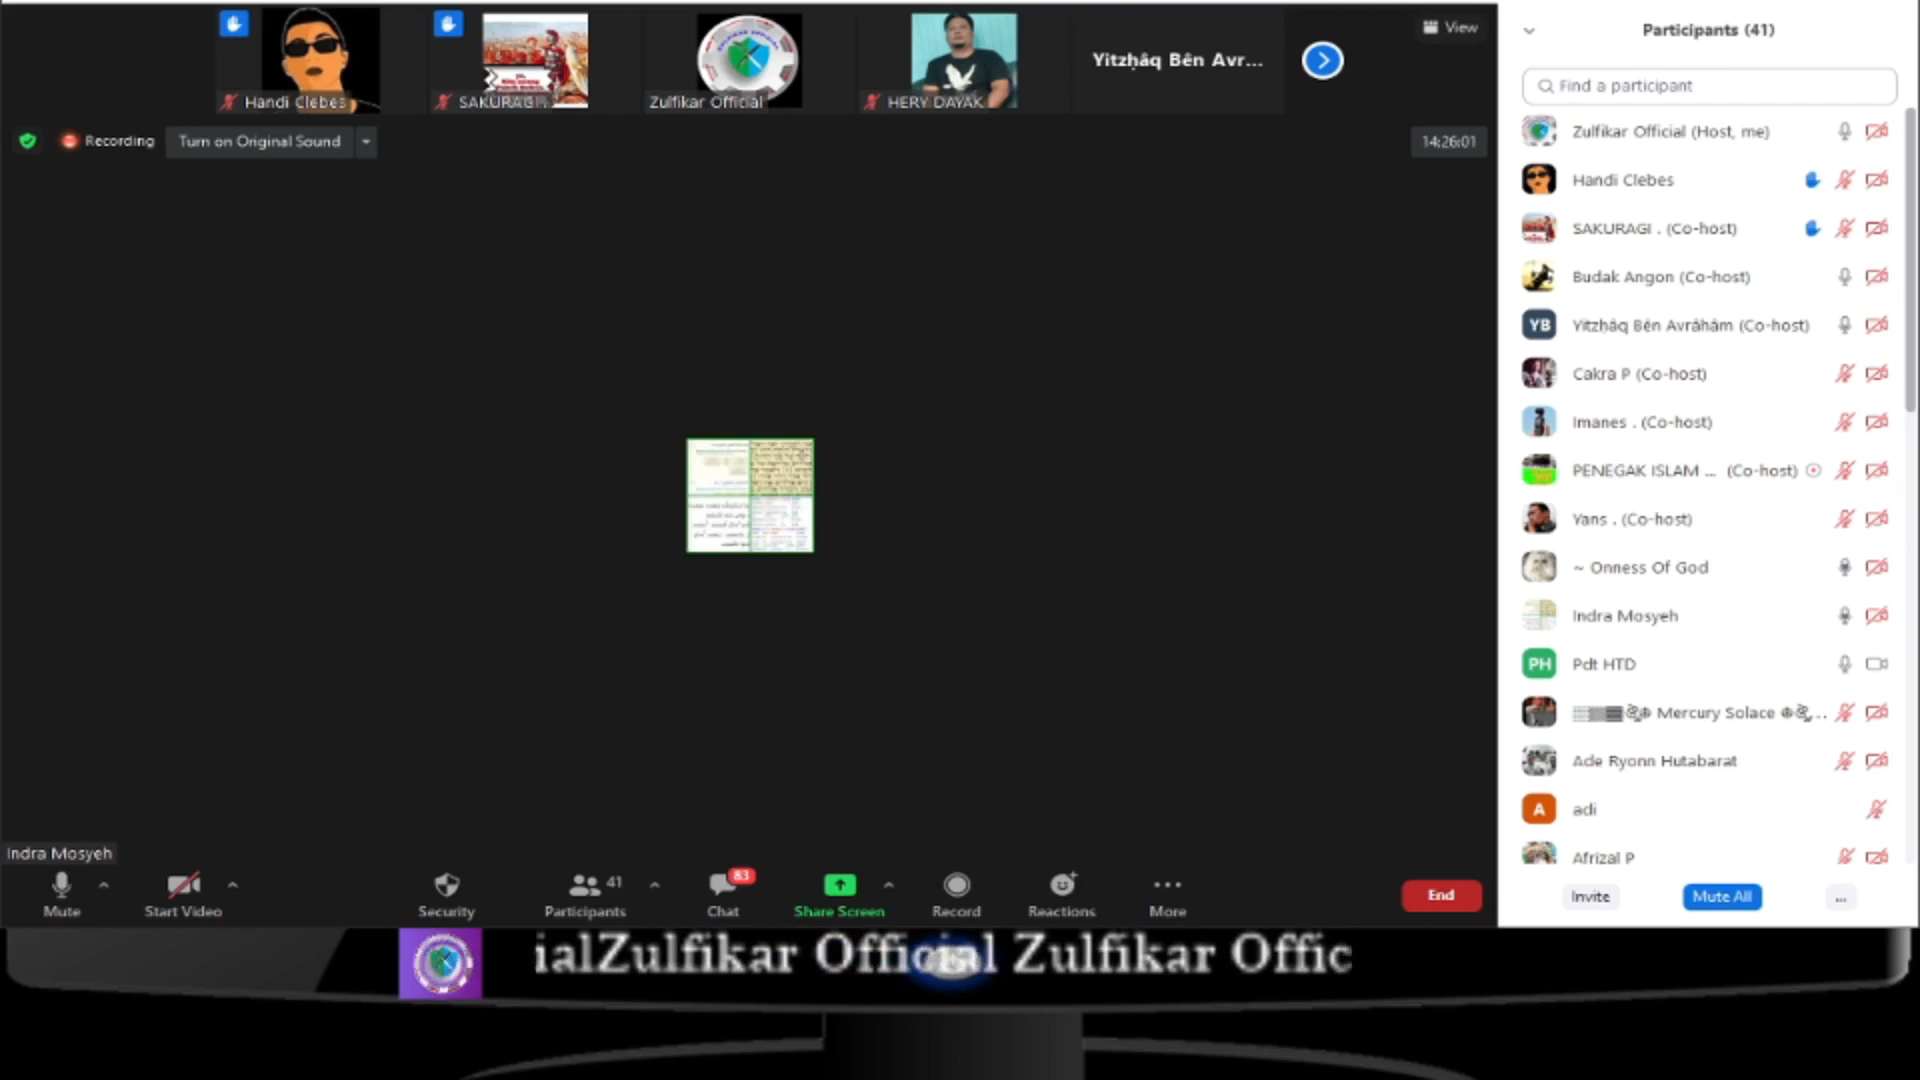 Handi Clebes
SAKURAGI
Zulfikar Official
HERY DAYAK
Yitzḥâq Bên Avr...
View
Recording
Turn on Original Sound
14:26:01
Indra Mosyeh
Mute
Start Video
Security
41
Participants
83
Chat
Share Screen
Record
Reactions
More
End
Participants (41)
Find a participant
Zulfikar Official (Host, me)
Handi Clebes
SAKURAGI . (Co-host)
Budak Angon (Co-host)
YB
Yitzḥâq Bên Avrâhâm (Co-host)
Cakra P (Co-host)
Imanes . (Co-host)
PENEGAK ISLAM ... (Co-host)
Yans . (Co-host)
~ Onness Of God
Indra Mosyeh
PH
Pdt HTD
Mercury Solace
Ade Ryonn Hutabarat
A
adi
Afrizal P
Invite
Mute All
...
ialZulfikar Official Zulfikar Offic